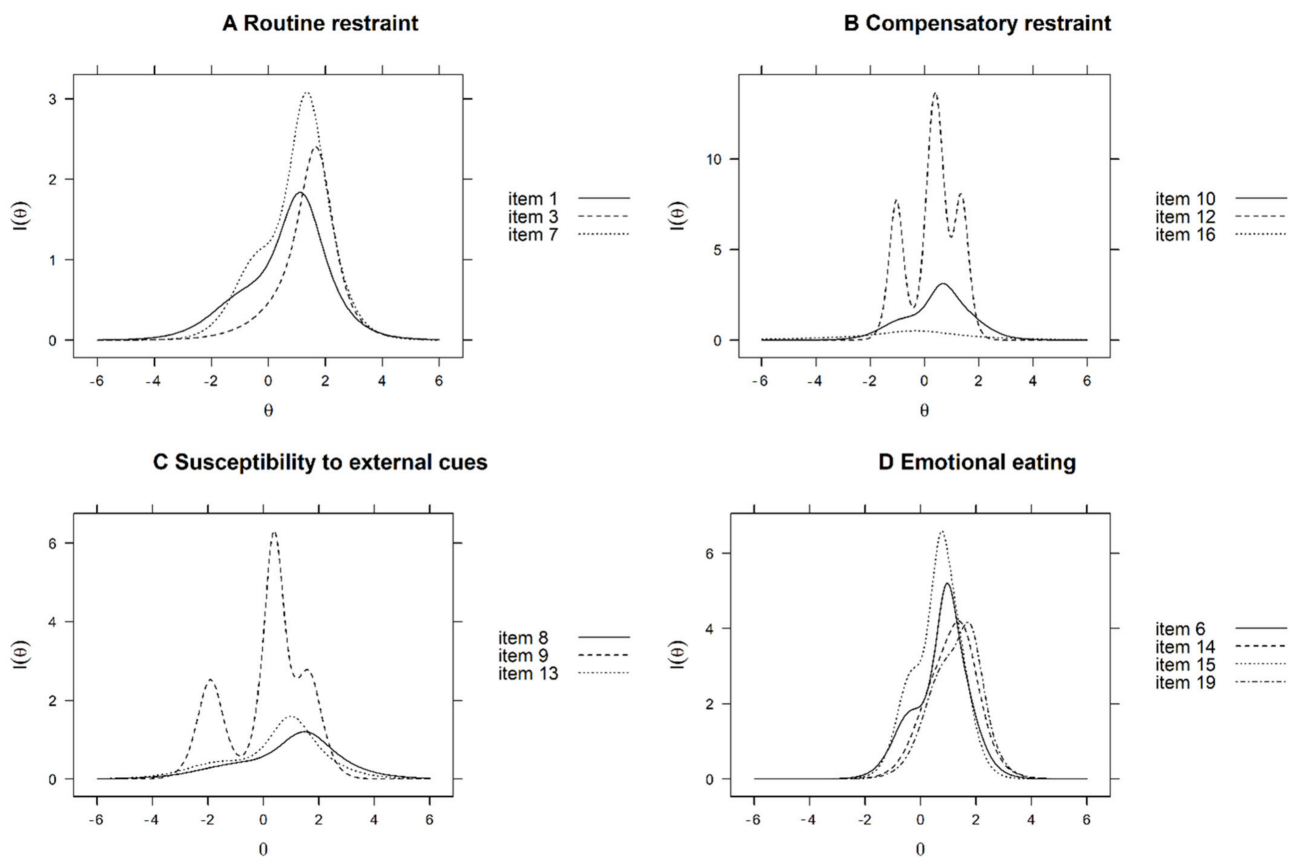 A Routine restraint
I(θ)
3
2
1
0
-6 -4 -2 0 2 4 6
θ
item 1
item 3
item 7
B Compensatory restraint
I(θ)
10
5
0
-6 -4 -2 0 2 4 6
θ
item 10
item 12
item 16
C Susceptibility to external cues
I(θ)
6
4
2
0
-6 -4 -2 0 2 4 6
θ
item 8
item 9
item 13
D Emotional eating
I(θ)
6
4
2
0
-6 -4 -2 0 2 4 6
θ
item 6
item 14
item 15
item 19